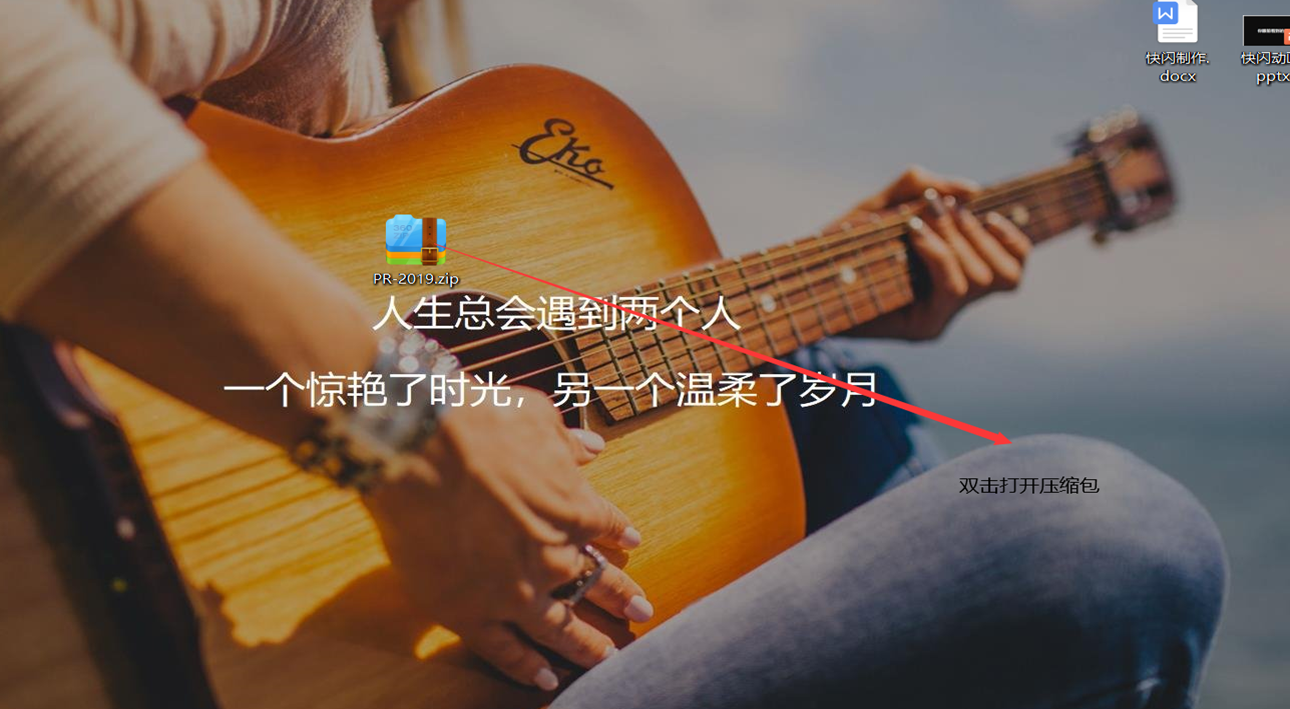 快闪制作.
docx
快闪动
pptx
Eko
PR-2019.zip
人生总会遇到两个人
一个惊艳了时光，另一个温柔了岁月
双击打开压缩包